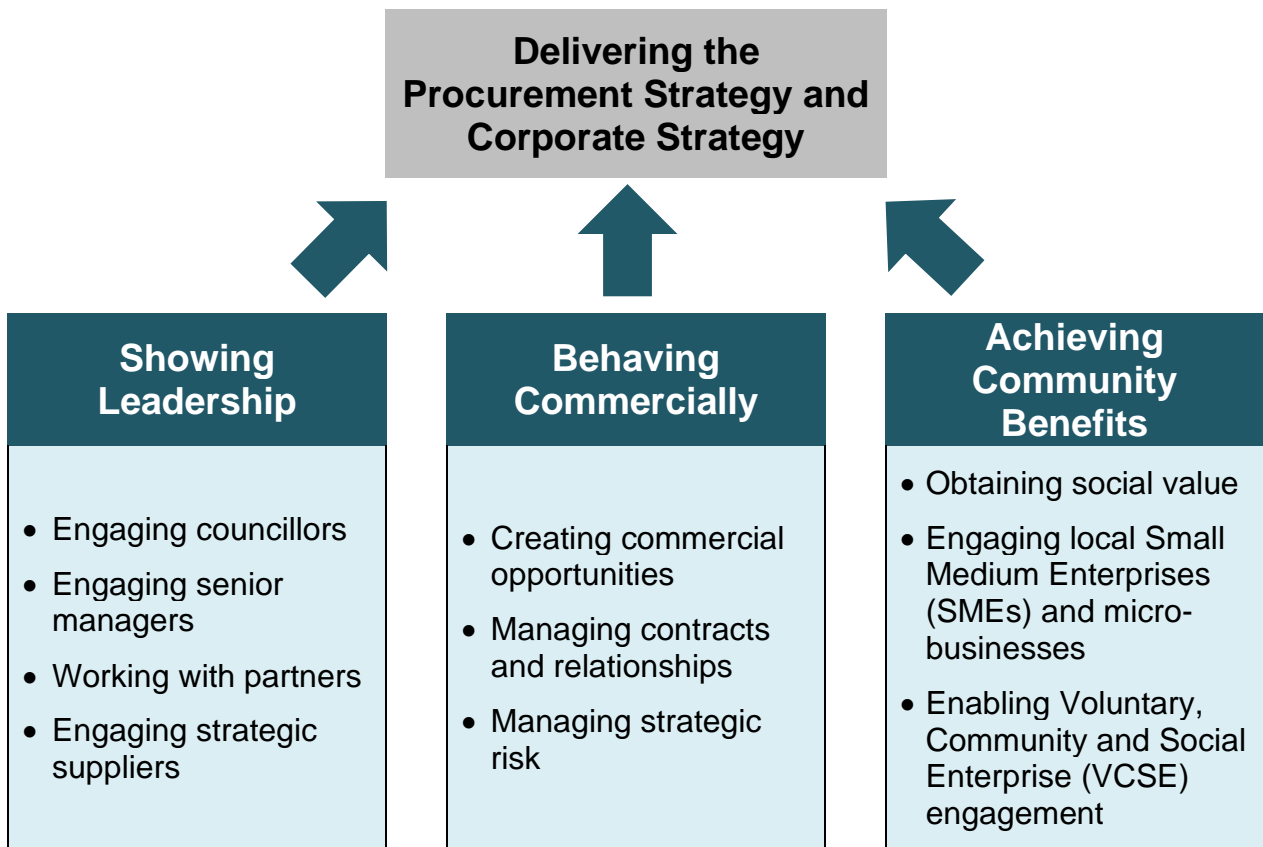 Delivering the
Procurement Strategy and
Corporate Strategy
Showing
Leadership
• Engaging councillors
• Engaging senior
managers
• Working with partners
• Engaging strategic
suppliers
Behaving
Commercially
• Creating commercial
opportunities
• Managing contracts
and relationships
• Managing strategic
risk
Achieving
Community
Benefits
• Obtaining social value
• Engaging local Small
Medium Enterprises
(SMEs) and micro-
businesses
• Enabling Voluntary,
Community and Social
Enterprise (VCSE)
engagement